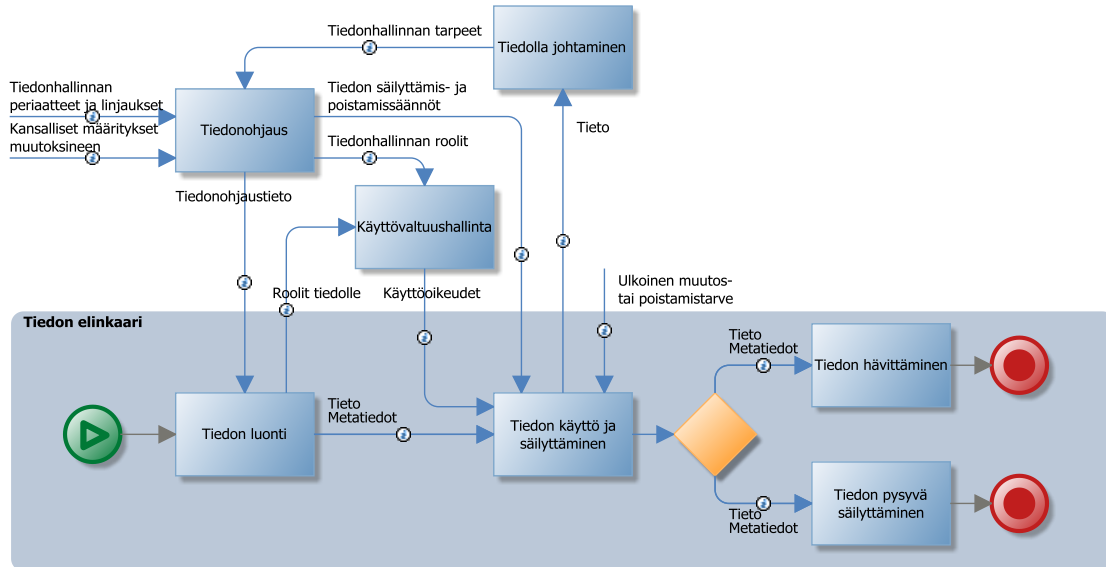 Tiedonhallinnan tarpeet
Tiedolla johtaminen
Tiedonhallinnan
periaatteet ja linjaukset
Kansalliset määritykset
muutoksineen
Tiedonohjaus
Tiedon säilyttämis- ja
poistamissäännöt
Tieto
Tiedonhallinnan roolit
Tiedonohjaustieto
Käyttövaltuushallinta
Roolit tiedolle
Käyttöoikeudet
Ulkoinen muutos-
tai poistamistarve
Tiedon elinkaari
Tiedon luonti
Tieto
Metatiedot
Tiedon käyttö ja
säilyttäminen
Tieto
Metatiedot
Tiedon hävittäminen
Tieto
Metatiedot
Tiedon pysyvä
säilyttäminen